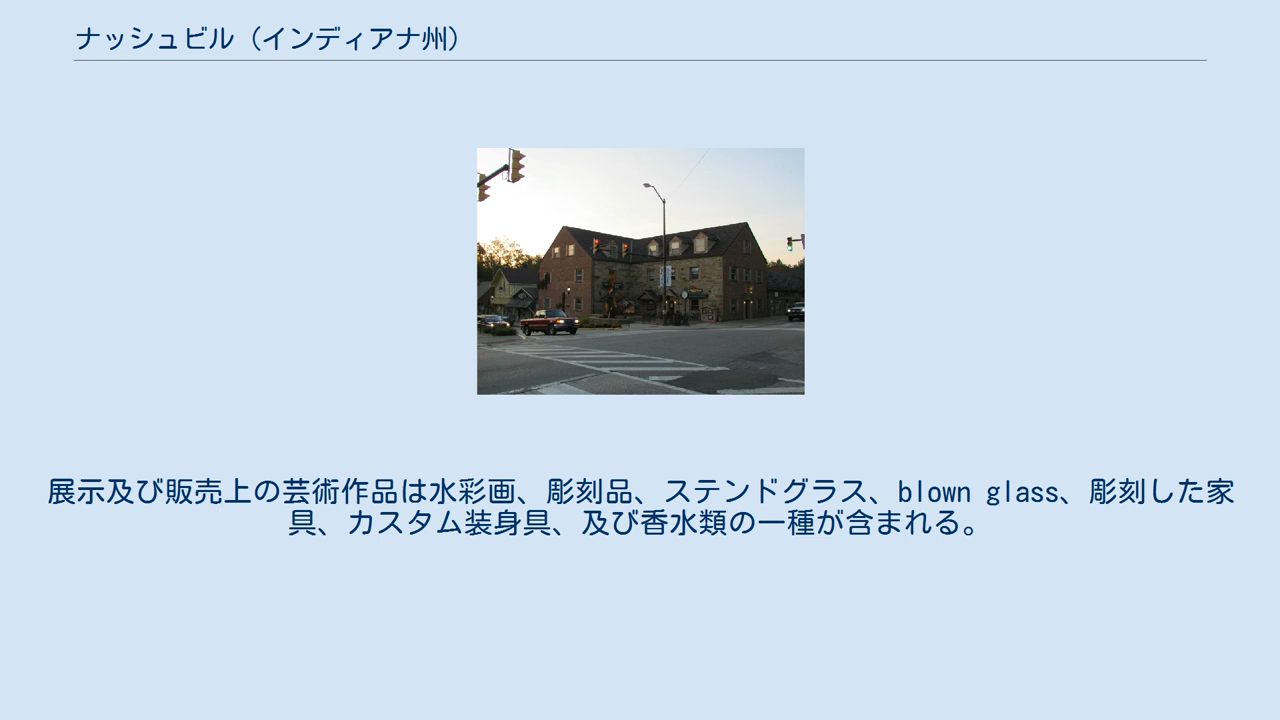 ナッシュビル（インディアナ州）
展示及び販売上の芸術作品は水彩画、彫刻品、ステンドグラス、blown glass、彫刻した家
具、カスタム装身具、及び香水類の一種が含まれる。